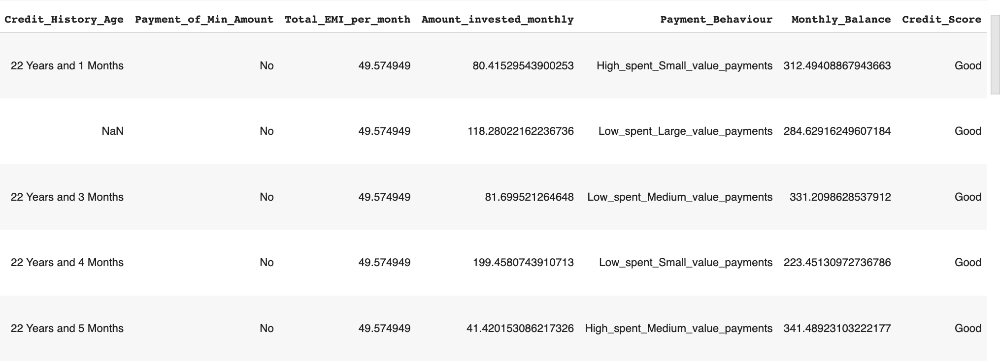 Credit_History_Age Payment_of_Min_Amount Total_EMI_per_month Amount_invested_monthly Payment_Behaviour Monthly_Balance Credit_Score
22 Years and 1 Months No 49.574949 80.41529543900253 High_spent_Small_value_payments 312.49408867943663 Good
NaN No 49.574949 118.28022162236736 Low_spent_Large_value_payments 284.62916249607184 Good
22 Years and 3 Months No 49.574949 81.699521264648 Low_spent_Medium_value_payments 331.2098628537912 Good
22 Years and 4 Months No 49.574949 199.4580743910713 Low_spent_Small_value_payments 223.45130972736786 Good
22 Years and 5 Months No 49.574949 41.420153086217326 High_spent_Medium_value_payments 341.48923103222177 Good